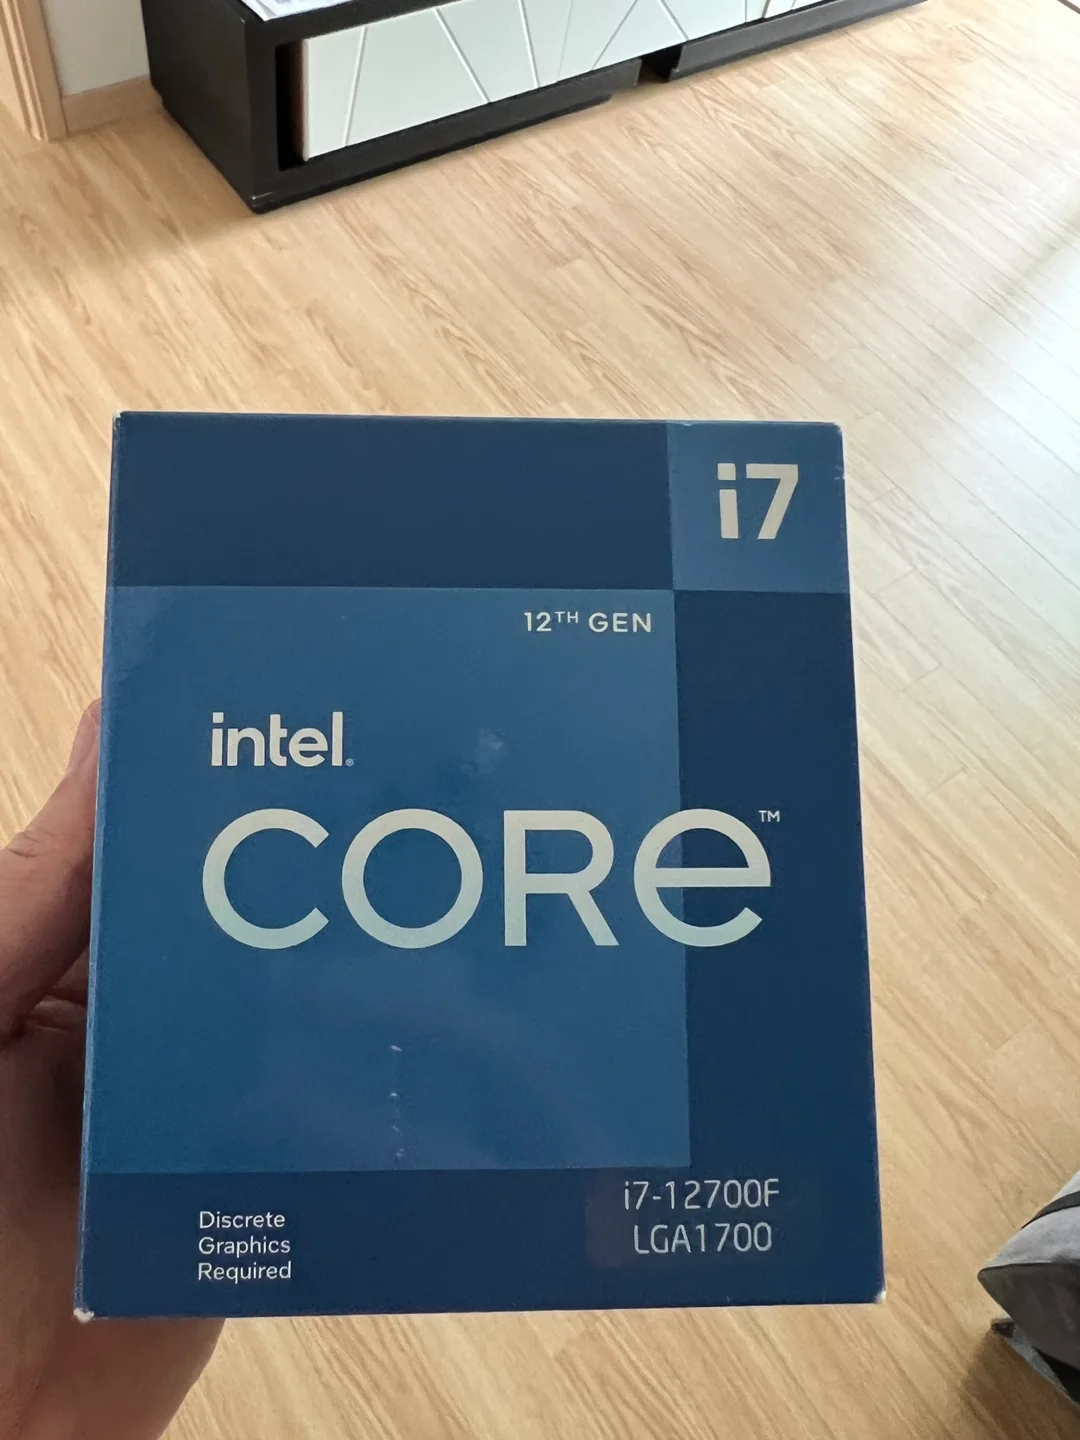 i7
12TH GEN
intel®
CORE™
i7-12700F
LGA1700
Discrete
Graphics
Required